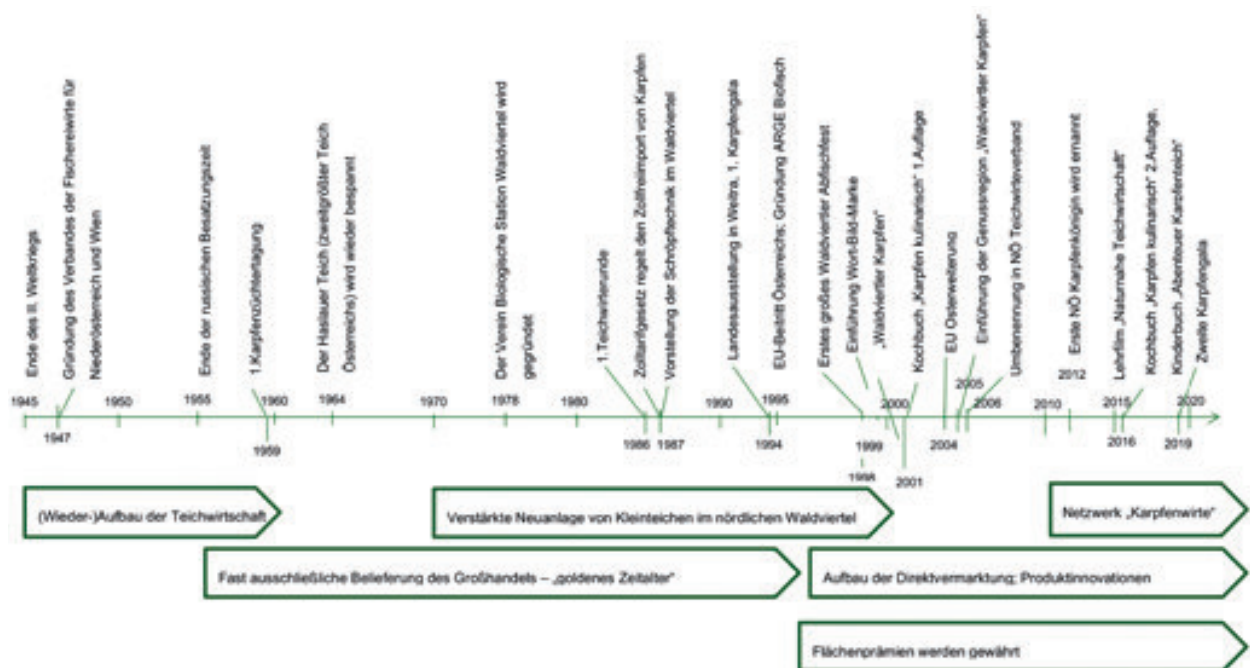 Ende des II. Weltkriegs
Gründung des Verbandes der Fischereiwirte für
Niederösterreich und Wien
Ende der russischen Besatzungszeit
1.Karpfenzüchtertagung
Der Haslauer Teich (zweitgrößter Teich
Österreichs) wird wieder bespannt
Der Verein Biologische Station Waldviertel wird
gegründet
1.Teichwirterunde
Zolltarifgesetz regelt den Zollfreiimport von Karpfen
Vorstellung der Schröpftechnik im Waldviertel
Landesausstellung in Weitra, 1. Karpfengala
EU-Beitritt Österreichs; Gründung ARGE Biofisch
Erstes großes Waldviertler Abfischfest
Einführung Wort-Bild-Marke
„Waldviertler Karpfen"
Kochbuch „Karpfen kulinarisch" 1.Auflage
EU Osterweiterung
Einführung der Genussregion „Waldviertler Karpfen"
Umbenennung in NÖ Teichwirteverband
Erste NÖ Karpfenkönigin wird ernannt
Lehrfilm „Naturnahe Teichwirtschaft"
Kochbuch „Karpfen kulinarisch" 2.Auflage,
Kinderbuch „Abenteuer Karpfenteich"
Zweite Karpfengala
1945
1950
1955
1960
1964
1970
1978
1980
1990
1995
2000
2005
2006
2010
2012
2015
2020
1947
1959
1986
1987
1994
1998
1999
2001
2004
2016
2019
(Wieder-)Aufbau der Teichwirtschaft
Verstärkte Neuanlage von Kleinteichen im nördlichen Waldviertel
Netzwerk „Karpfenwirte"
Fast ausschließliche Belieferung des Großhandels – „goldenes Zeitalter"
Aufbau der Direktvermarktung; Produktinnovationen
Flächenprämien werden gewährt